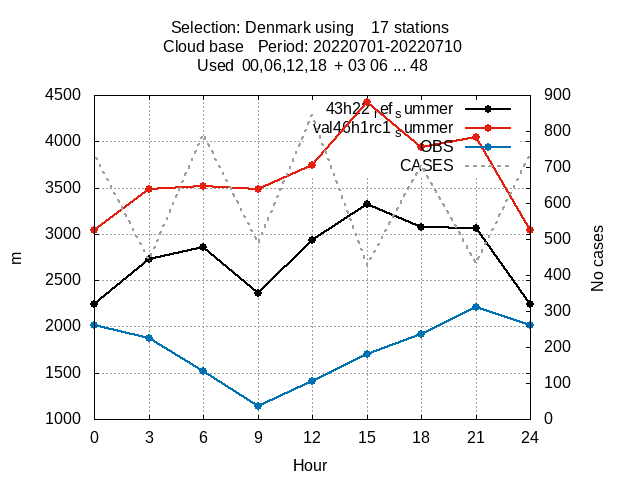 Selection: Denmark using 17 stations
Cloud base Period: 20220701-20220710
Used 00,06,12,18 + 03 06 ... 48
4500
4000
3500
3000
2500
2000
1500
1000
900
800
700
600
500
400
300
200
100
0
m
No cases
43h22_ref_summer
val46h1rc1_summer
OBS
CASES
0 3 6 9 12 15 18 21 24
Hour